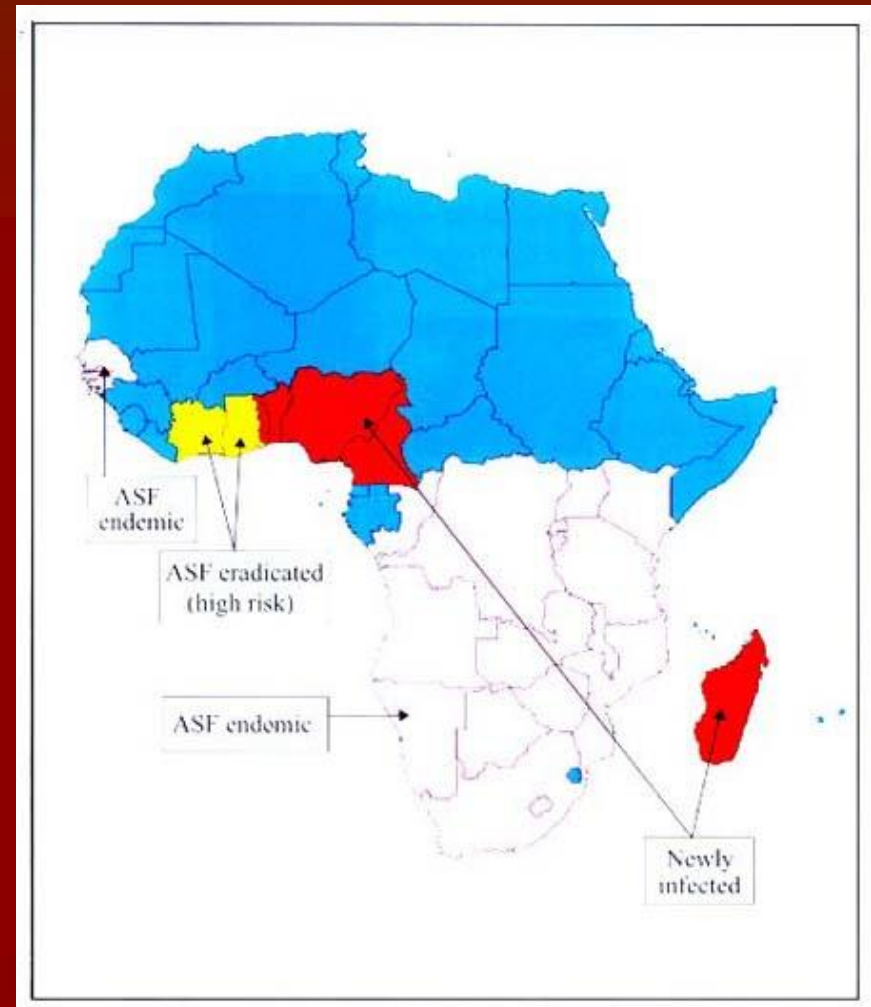 ASF
endemic
ASF eradicated
(high risk)
ASF endemic
Newly
infected